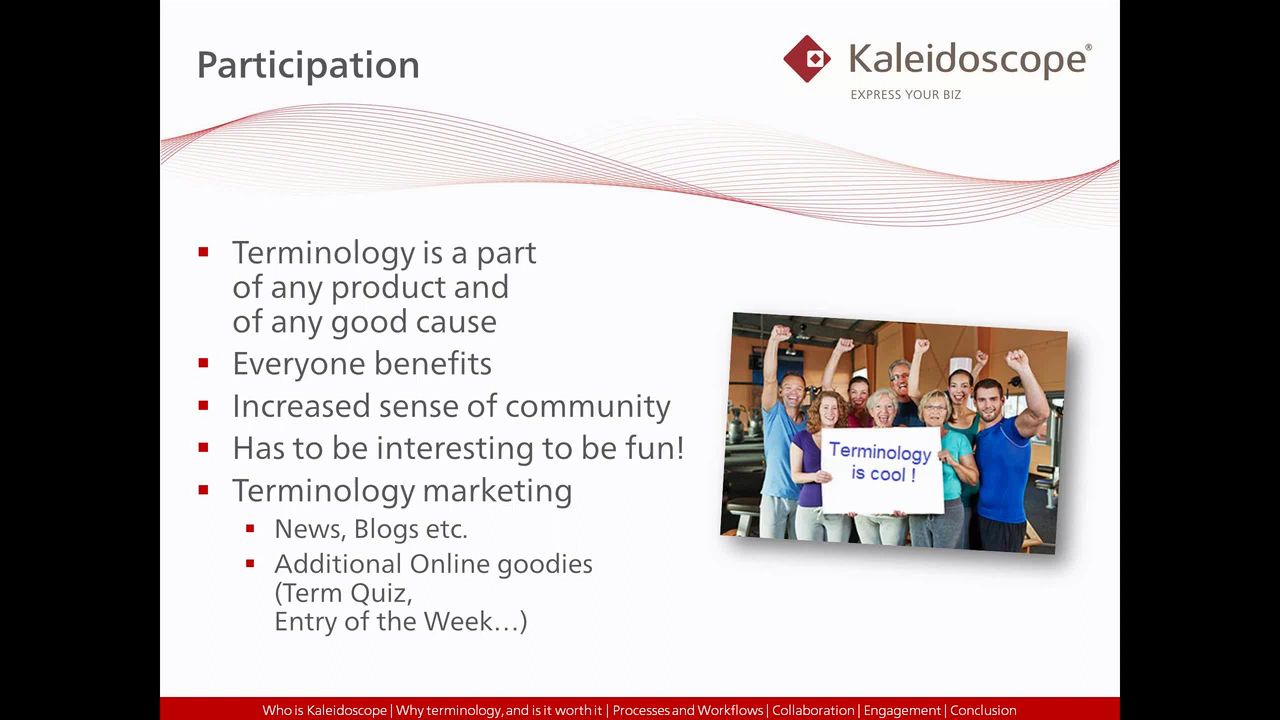 Participation
Kaleidoscope®
EXPRESS YOUR BIZ
Terminology is a part
of any product and
of any good cause
Everyone benefits
Increased sense of community
Has to be interesting to be fun!
Terminology marketing
News, Blogs etc.
Additional Online goodies
(Term Quiz,
Entry of the Week…)
Terminology
is cool !
Who is Kaleidoscope | Why terminology, and is it worth it | Processes and Workflows | Collaboration | Engagement | Conclusion